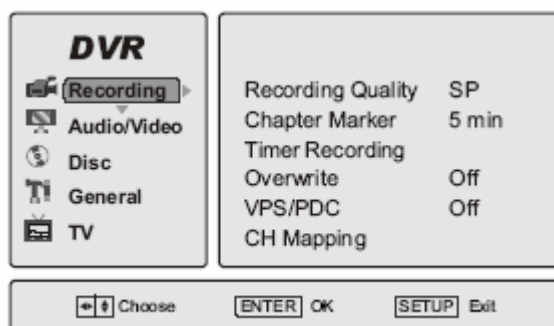 DVR
Recording
Audio/Video
Disc
General
TV
Recording Quality SP
Chapter Marker 5 min
Timer Recording
Overwrite Off
VPS/PDC Off
CH Mapping
Choose ENTER OK SETUP Exit